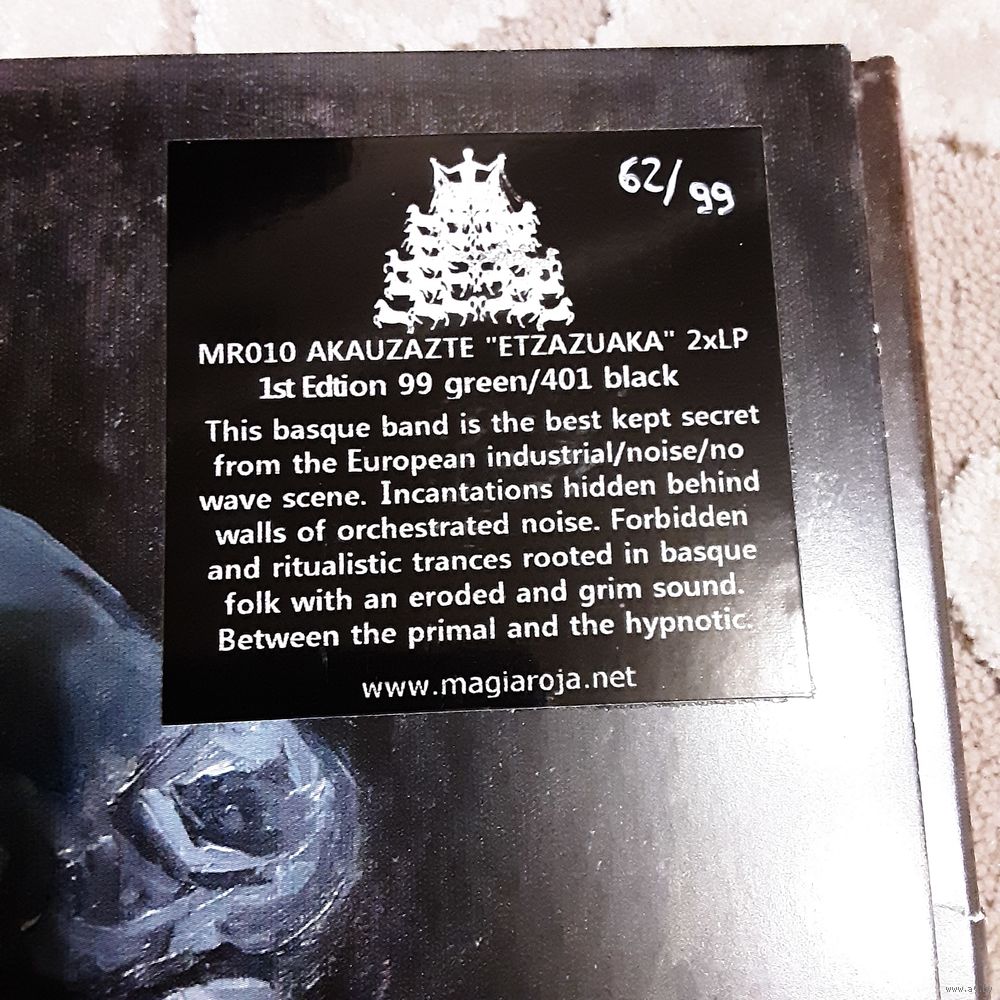 62/99
MR010 AKAUZAZTE "ETZAZUAKA" 2xLP
1st Edtion 99 green/401 black
This basque band is the best kept secret
from the European industrial/noise/no
wave scene. Incantations hidden behind
walls of orchestrated noise. Forbidden
and ritualistic trances rooted in basque
folk with an eroded and grim sound.
Between the primal and the hypnotic.
www.magiaroja.net